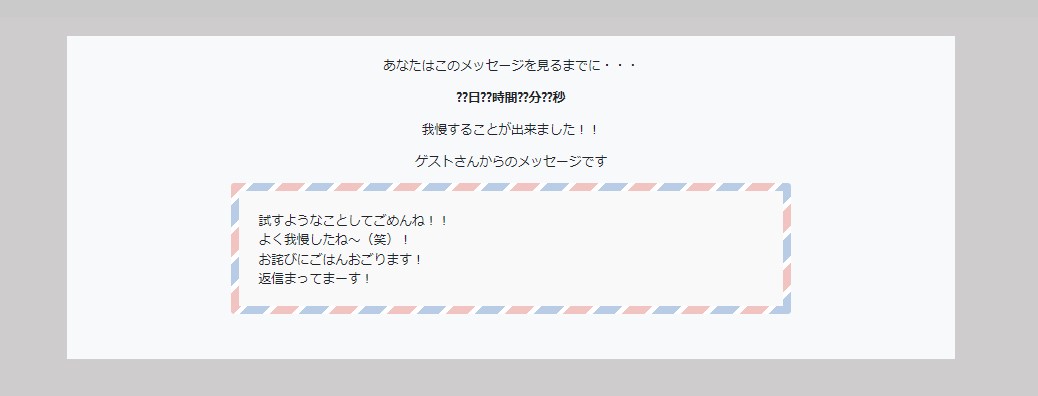 あなたはこのメッセージを見るまでに・・・
??日??時間??分??秒
我慢することが出来ました！！
ゲストさんからのメッセージです
試すようなことしてごめんね！！
よく我慢したね～（笑）！
お詫びにごはんおごります！
返信まってまーす！